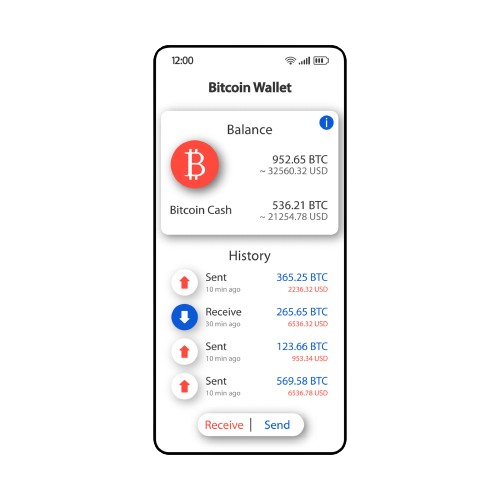 12:00
Bitcoin Wallet
Balance
i
952.65 BTC
~ 32560.32 USD
Bitcoin Cash
536.21 BTC
~ 21254.78 USD
History
Sent 365.25 BTC
10 min ago 2236.32 USD
Receive 265.65 BTC
30 min ago 6536.32 USD
Sent 123.66 BTC
10 min ago 953.34 USD
Sent 569.58 BTC
10 min ago 6536.78 USD
Receive | Send